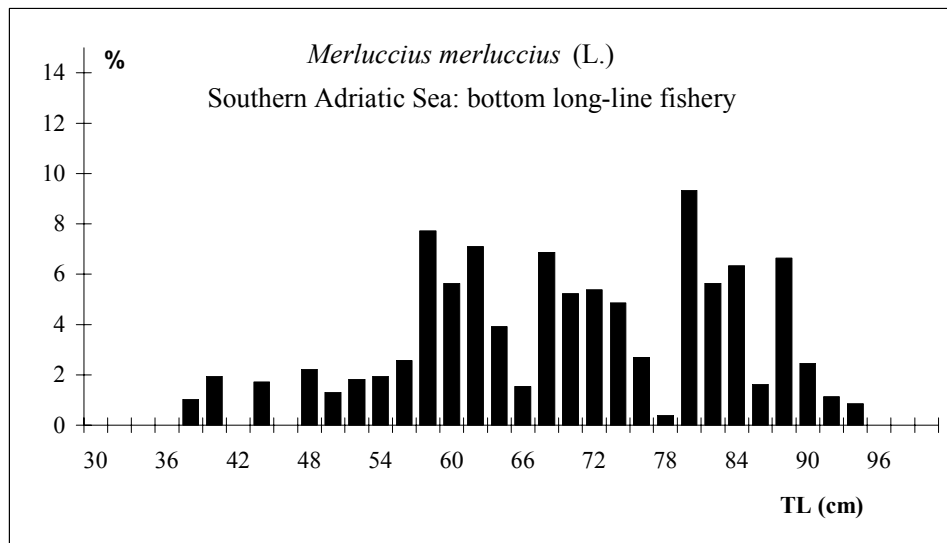 % Merluccius merluccius (L.)
Southern Adriatic Sea: bottom long-line fishery
14
12
10
8
6
4
2
0
30 36 42 48 54 60 66 72 78 84 90 96
TL (cm)